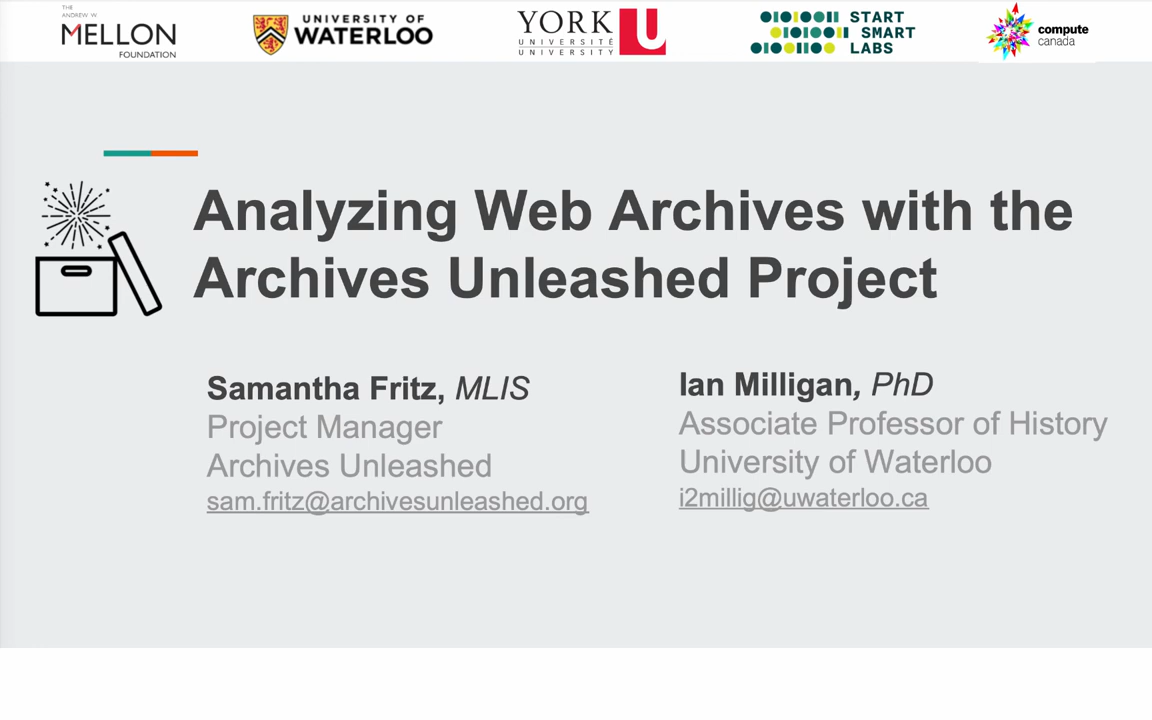 THE
ANDREW W
MELLON
FOUNDATION
UNIVERSITY OF
WATERLOO
YORK
UNIVERSITÉ
UNIVERSITY
U
START
SMART
LABS
compute
canada
Analyzing Web Archives with the
Archives Unleashed Project
Samantha Fritz, MLIS
Project Manager
Archives Unleashed
sam.fritz@archivesunleashed.org
Ian Milligan, PhD
Associate Professor of History
University of Waterloo
i2millig@uwaterloo.ca